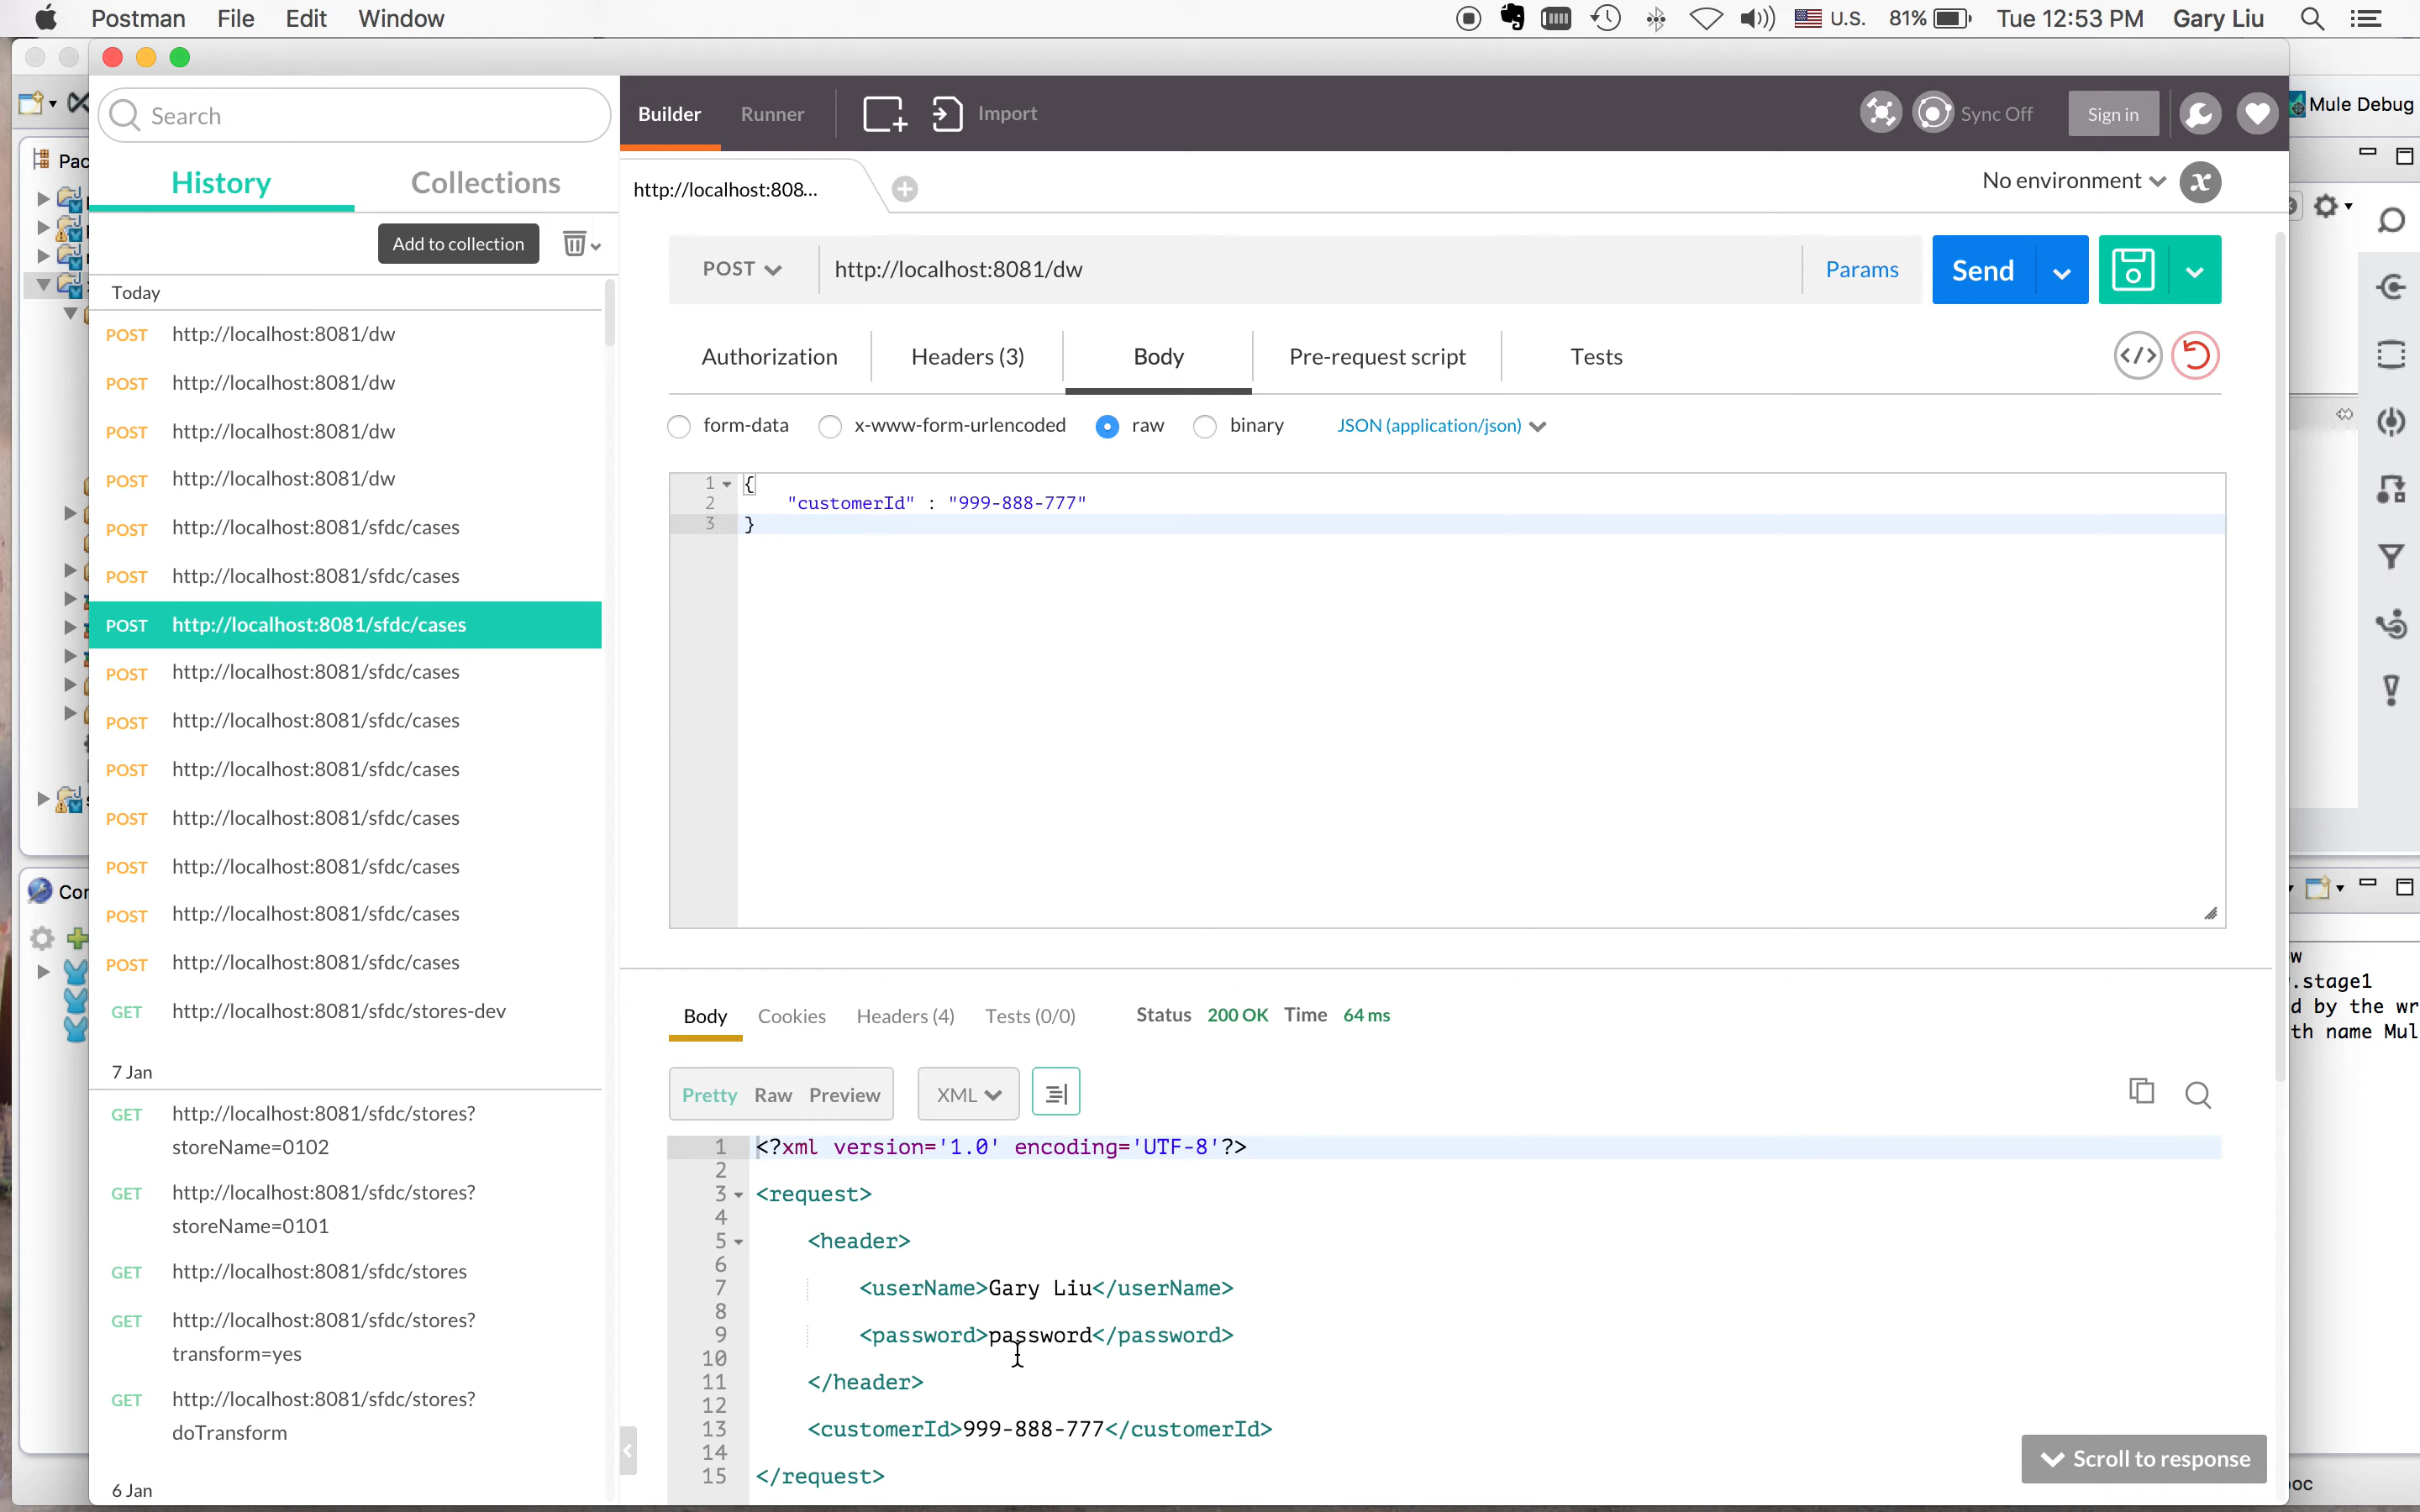 Postman File Edit Window
U.S. 81% Tue 12:53 PM Gary Liu
Mule Debug
Search
Builder Runner Import Sync Off Sign in
Pac
History Collections
http://localhost:808...
No environment
Add to collection
POST http://localhost:8081/dw Params Send
Today
POST http://localhost:8081/dw
POST http://localhost:8081/dw
POST http://localhost:8081/dw
POST http://localhost:8081/dw
POST http://localhost:8081/sfdc/cases
POST http://localhost:8081/sfdc/cases
POST http://localhost:8081/sfdc/cases
POST http://localhost:8081/sfdc/cases
POST http://localhost:8081/sfdc/cases
POST http://localhost:8081/sfdc/cases
POST http://localhost:8081/sfdc/cases
POST http://localhost:8081/sfdc/cases
POST http://localhost:8081/sfdc/cases
POST http://localhost:8081/sfdc/cases
GET http://localhost:8081/sfdc/stores-dev
7 Jan
GET http://localhost:8081/sfdc/stores?
storeName=0102
GET http://localhost:8081/sfdc/stores?
storeName=0101
GET http://localhost:8081/sfdc/stores
GET http://localhost:8081/sfdc/stores?
transform=yes
GET http://localhost:8081/sfdc/stores?
doTransform
6 Jan
Authorization Headers (3) Body Pre-request script Tests
form-data x-www-form-urlencoded raw binary JSON (application/json)
1 {
2 "customerId" : "999-888-777"
3 }
Body Cookies Headers (4) Tests (0/0) Status 200 OK Time 64 ms
Pretty Raw Preview XML
1 <?xml version='1.0' encoding='UTF-8'?>
2
3 <request>
4
5 <header>
6
7 <userName>Gary Liu</userName>
8
9 <password>password</password>
10
11 </header>
12
13 <customerId>999-888-777</customerId>
14
15 </request>
Scroll to response
Con
w
.stage1
d by the wr
th name Mul
oc